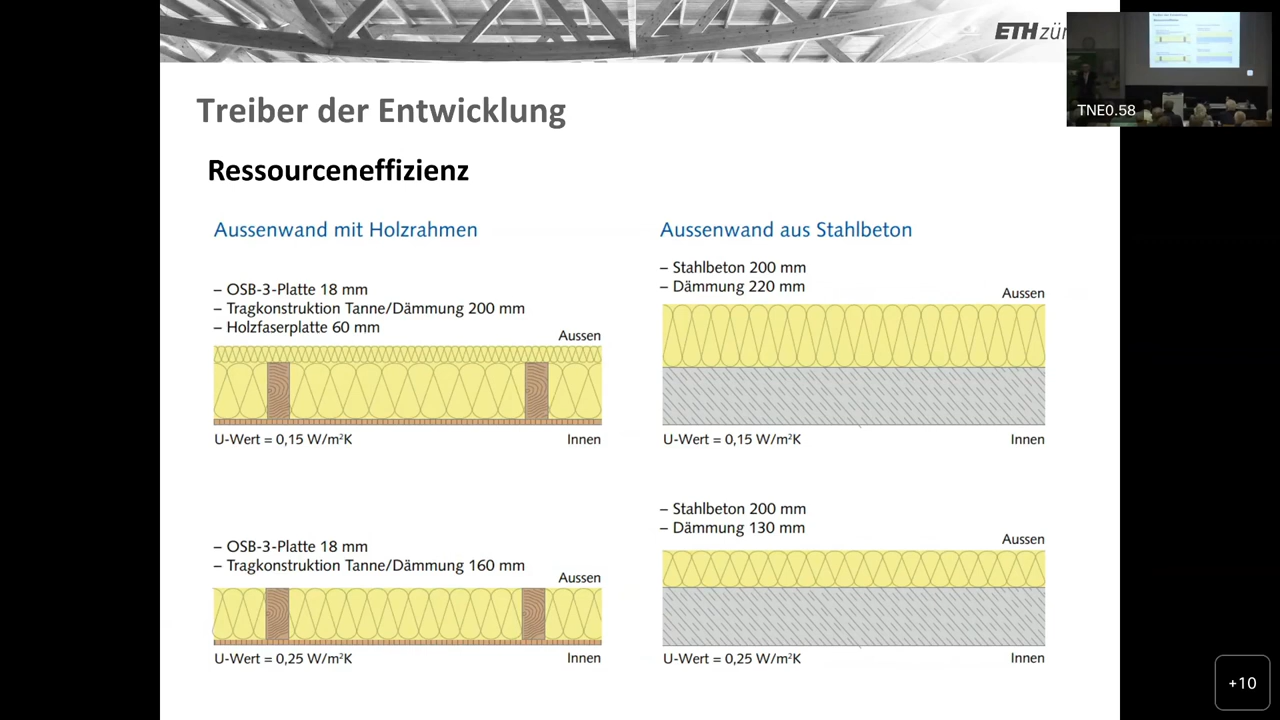 ETH zür
TNE0.58
Treiber der Entwicklung
Ressourceneffizienz
Aussenwand mit Holzrahmen
– OSB-3-Platte 18 mm
– Tragkonstruktion Tanne/Dämmung 200 mm
– Holzfaserplatte 60 mm
Aussen
U-Wert = 0,15 W/m²K
Innen
– OSB-3-Platte 18 mm
– Tragkonstruktion Tanne/Dämmung 160 mm
Aussen
U-Wert = 0,25 W/m²K
Innen
Aussenwand aus Stahlbeton
– Stahlbeton 200 mm
– Dämmung 220 mm
Aussen
U-Wert = 0,15 W/m²K
Innen
– Stahlbeton 200 mm
– Dämmung 130 mm
Aussen
U-Wert = 0,25 W/m²K
Innen
+10